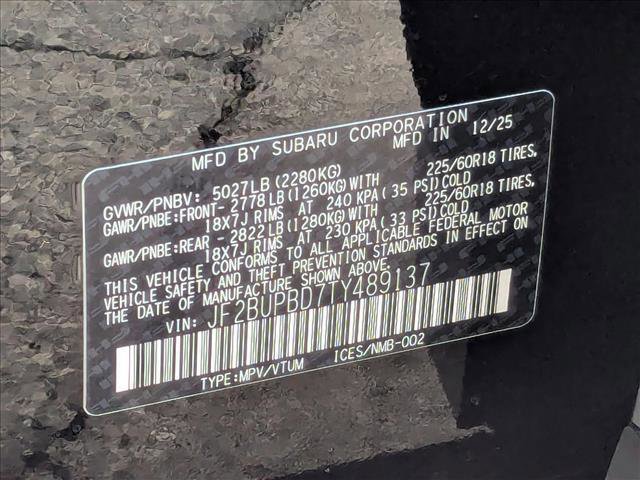 MFD BY SUBARU CORPORATION
MFD IN 12/25
GVWR/PNBV: 5027LB(2280KG)
GAWR/PNBE:FRONT-2778LB(1260KG)WITH 225/60R18 TIRES,
18X7J RIMS AT 240 KPA(35 PSI)COLD
GAWR/PNBE:REAR -2822LB(1280KG)WITH 225/60R18 TIRES,
18X7J RIMS AT 230 KPA(33 PSI)COLD
THIS VEHICLE CONFORMS TO ALL APPLICABLE FEDERAL MOTOR
VEHICLE SAFETY AND THEFT PREVENTION STANDARDS IN EFFECT ON
THE DATE OF MANUFACTURE SHOWN ABOVE.
VIN: JF2BUPBD7TY489137
TYPE:MPV/VTUM ICES/NMB-002